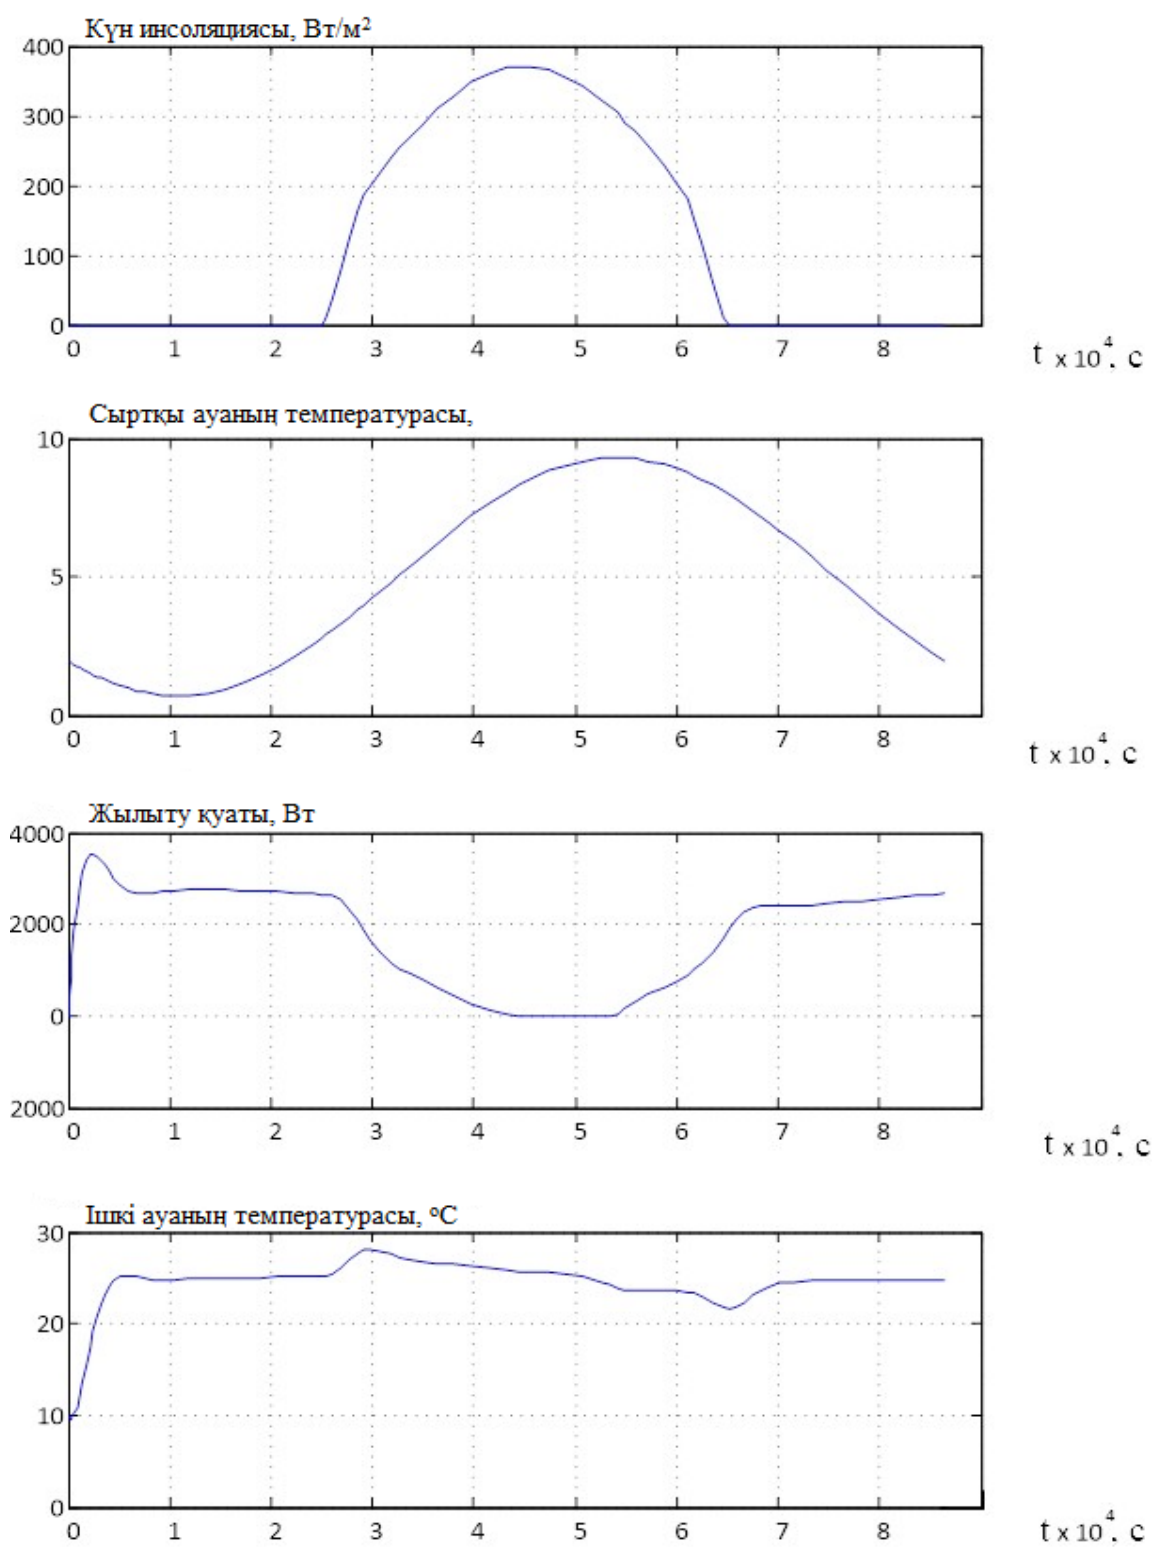 Күн инсоляциясы, Вт/м²
400
300
200
100
0
0 1 2 3 4 5 6 7 8
t x 10⁴. с
Сыртқы ауаның температурасы,
10
5
0
0 1 2 3 4 5 6 7 8
t x 10⁴. с
Жылыту қуаты, Вт
4000
2000
0
2000
0 1 2 3 4 5 6 7 8
t x 10⁴. с
Ішкі ауаның температурасы, ᵒС
30
20
10
0
0 1 2 3 4 5 6 7 8
t x 10⁴. с